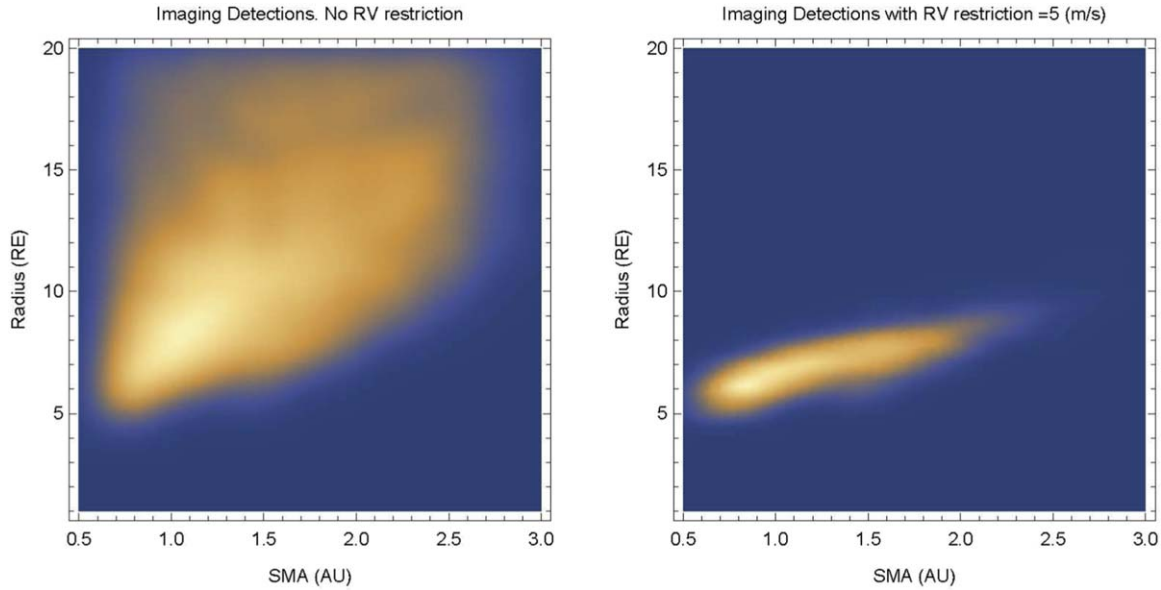 Imaging Detections. No RV restriction
20
15
10
5
Radius (RE)
0.5 1.0 1.5 2.0 2.5 3.0
SMA (AU)
Imaging Detections with RV restriction =5 (m/s)
20
15
10
5
Radius (RE)
0.5 1.0 1.5 2.0 2.5 3.0
SMA (AU)